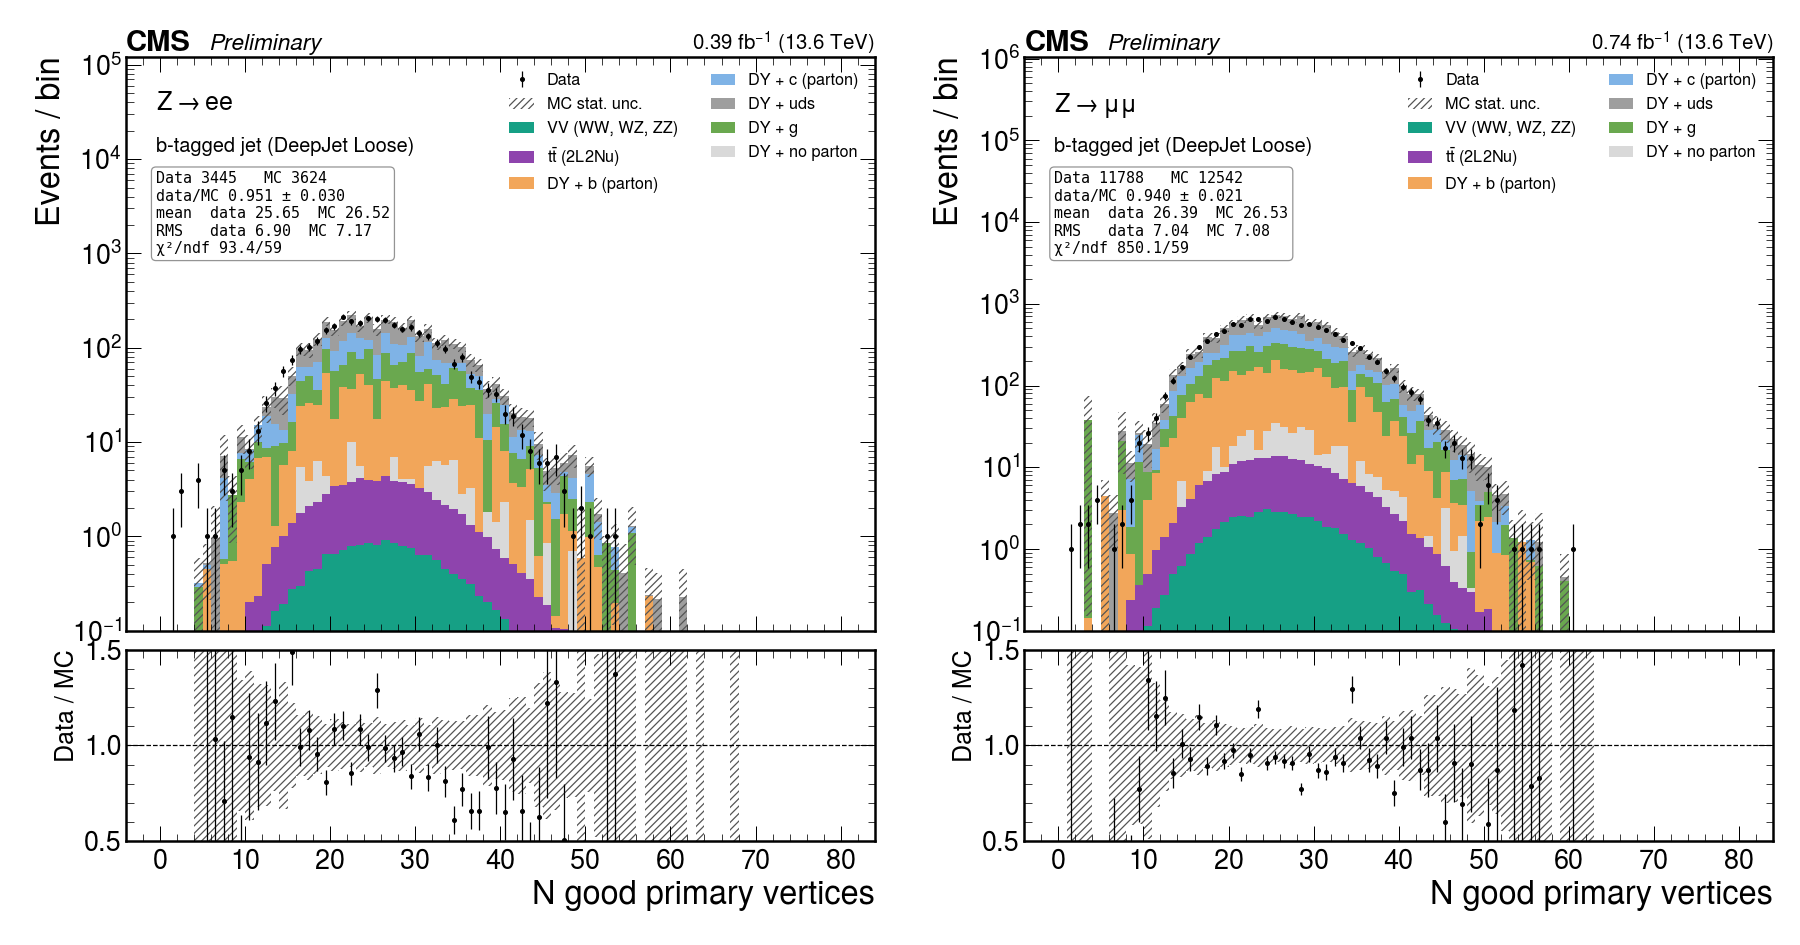 CMS Preliminary 0.39 fb⁻¹ (13.6 TeV)
Events / bin
10⁵
10⁴
10³
10²
10¹
10⁰
10⁻¹
Z → ee
b-tagged jet (DeepJet Loose)
Data 3445 MC 3624
data/MC 0.951 ± 0.030
mean data 25.65 MC 26.52
RMS data 6.90 MC 7.17
χ²/ndf 93.4/59
Data
MC stat. unc.
VV (WW, WZ, ZZ)
tt̄ (2L2Nu)
DY + b (parton)
DY + c (parton)
DY + uds
DY + g
DY + no parton
Data / MC
1.5
1.0
0.5
0 10 20 30 40 50 60 70 80
N good primary vertices
CMS Preliminary 0.74 fb⁻¹ (13.6 TeV)
Events / bin
10⁶
10⁵
10⁴
10³
10²
10¹
10⁰
10⁻¹
Z → μμ
b-tagged jet (DeepJet Loose)
Data 11788 MC 12542
data/MC 0.940 ± 0.021
mean data 26.39 MC 26.53
RMS data 7.04 MC 7.08
χ²/ndf 850.1/59
Data
MC stat. unc.
VV (WW, WZ, ZZ)
tt̄ (2L2Nu)
DY + b (parton)
DY + c (parton)
DY + uds
DY + g
DY + no parton
Data / MC
1.5
1.0
0.5
0 10 20 30 40 50 60 70 80
N good primary vertices